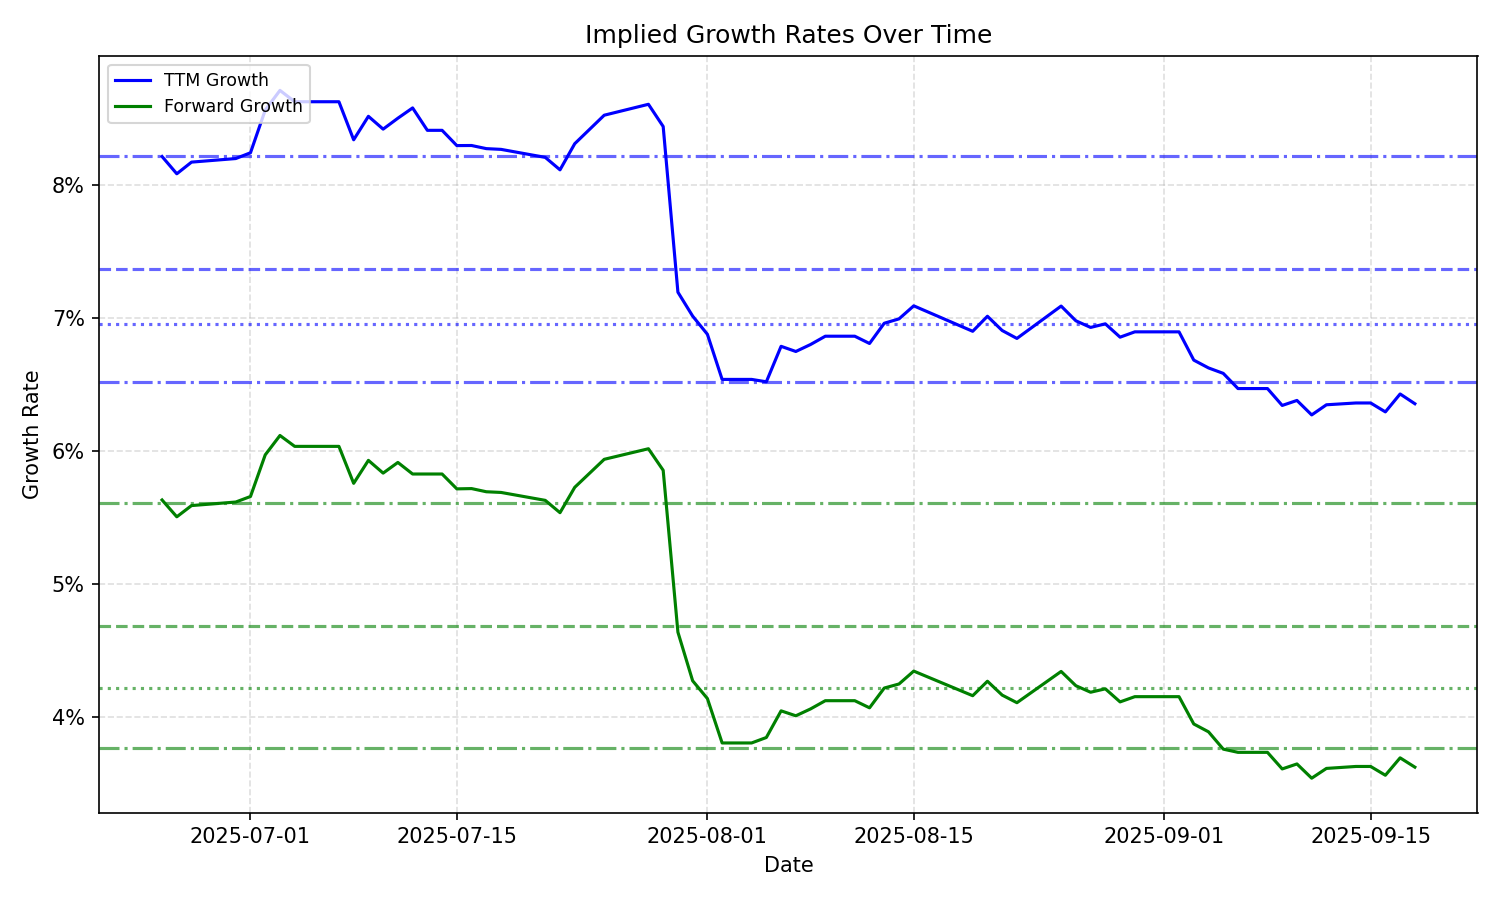 Implied Growth Rates Over Time
TTM Growth
Forward Growth
8%
7%
6%
5%
4%
Growth Rate
2025-07-01
2025-07-15
2025-08-01
2025-08-15
2025-09-01
2025-09-15
Date